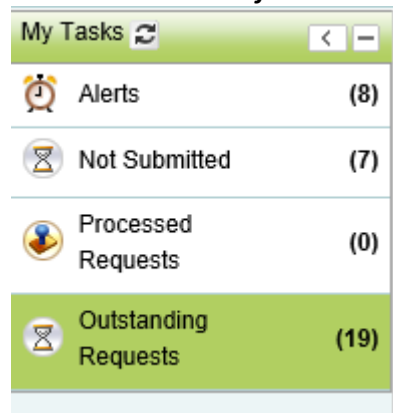 My Tasks
Alerts (8)
Not Submitted (7)
Processed
Requests (0)
Outstanding
Requests (19)